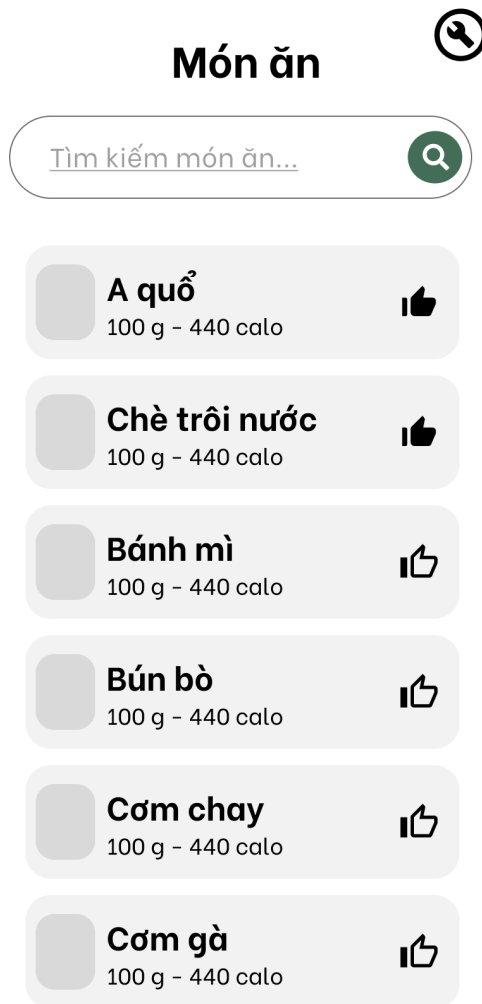 Món ăn
Tìm kiếm món ăn...
A quổ
100 g - 440 calo
Chè trôi nước
100 g - 440 calo
Bánh mì
100 g - 440 calo
Bún bò
100 g - 440 calo
Cơm chay
100 g - 440 calo
Cơm gà
100 g - 440 calo